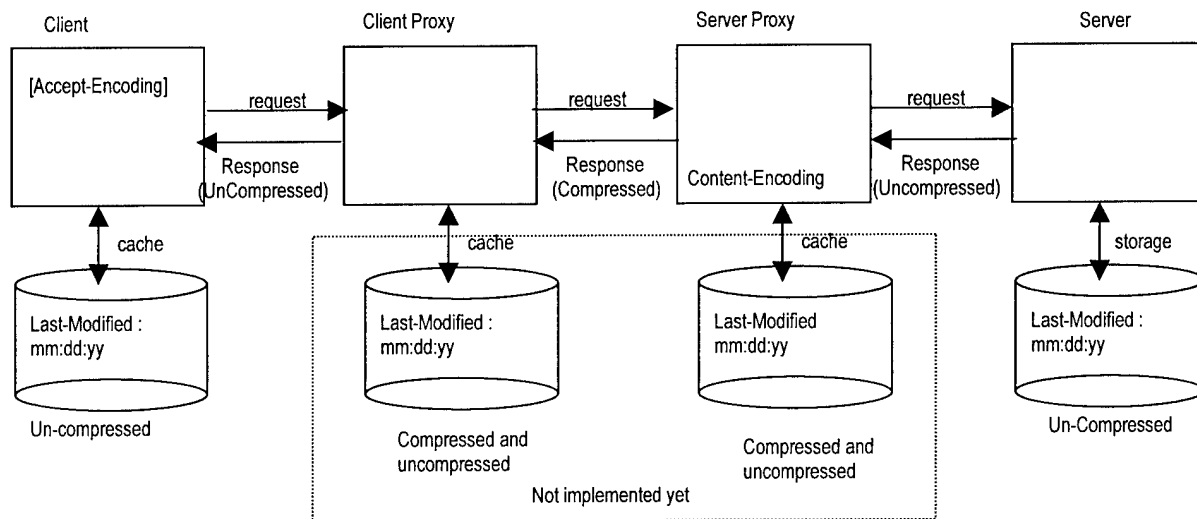 Client
Client Proxy
Server Proxy
Server
[Accept-Encoding]
request
request
request
Response
(UnCompressed)
Response
(Compressed)
Content-Encoding
Response
(Uncompressed)
cache
cache
cache
storage
Last-Modified :
mm:dd:yy
Last-Modified :
mm:dd:yy
Last-Modified
mm:dd:yy
Last-Modified :
mm:dd:yy
Un-compressed
Compressed and
uncompressed
Compressed and
uncompressed
Un-Compressed
Not implemented yet